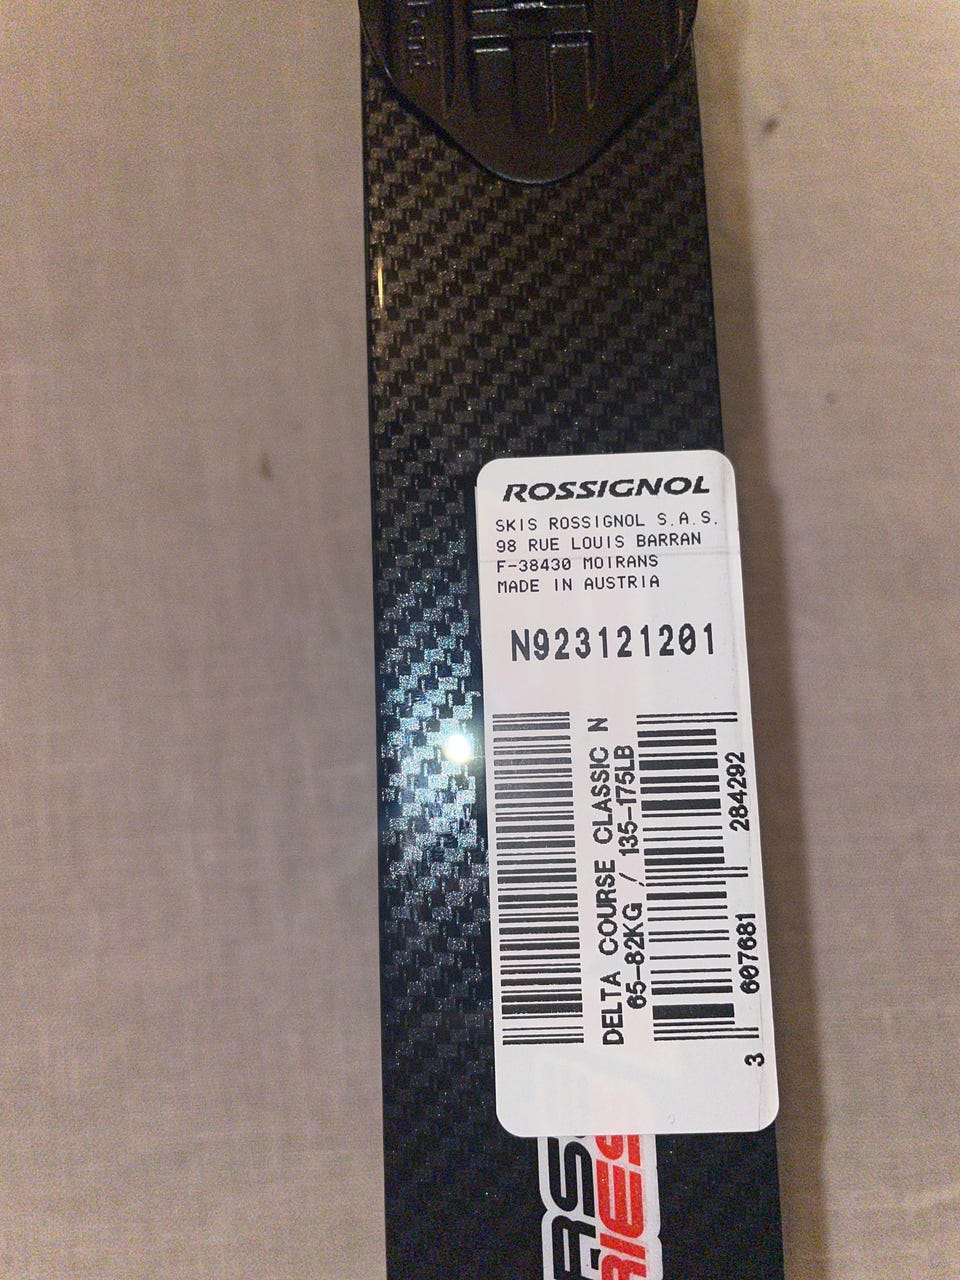 ROSSIGNOL
SKIS ROSSIGNOL S.A.S.
98 RUE LOUIS BARRAN
F-38430 MOIRANS
MADE IN AUSTRIA
N923121201
DELTA COURSE CLASSIC N
65-82KG / 135-175LB
3 607681 284292